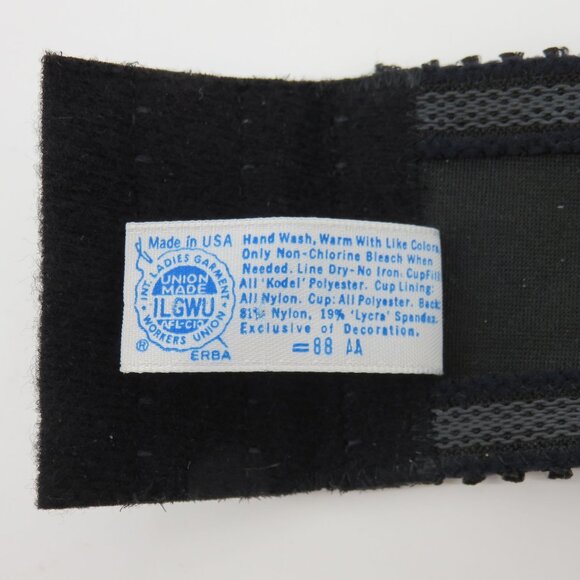 Made in USA
INT. LADIES GARMENT
WORKERS UNION
UNION
MADE
ILGWU
AFL-CIO
®
ERBA
Hand Wash, Warm With Like Colors
Only Non-Chlorine Bleach When
Needed. Line Dry-No Iron. CupFill
All 'Kodel' Polyester. Cup Lining:
All Nylon. Cup: All Polyester. Back:
81% Nylon, 19% 'Lycra' Spandex.
Exclusive of Decoration.
=88 AA